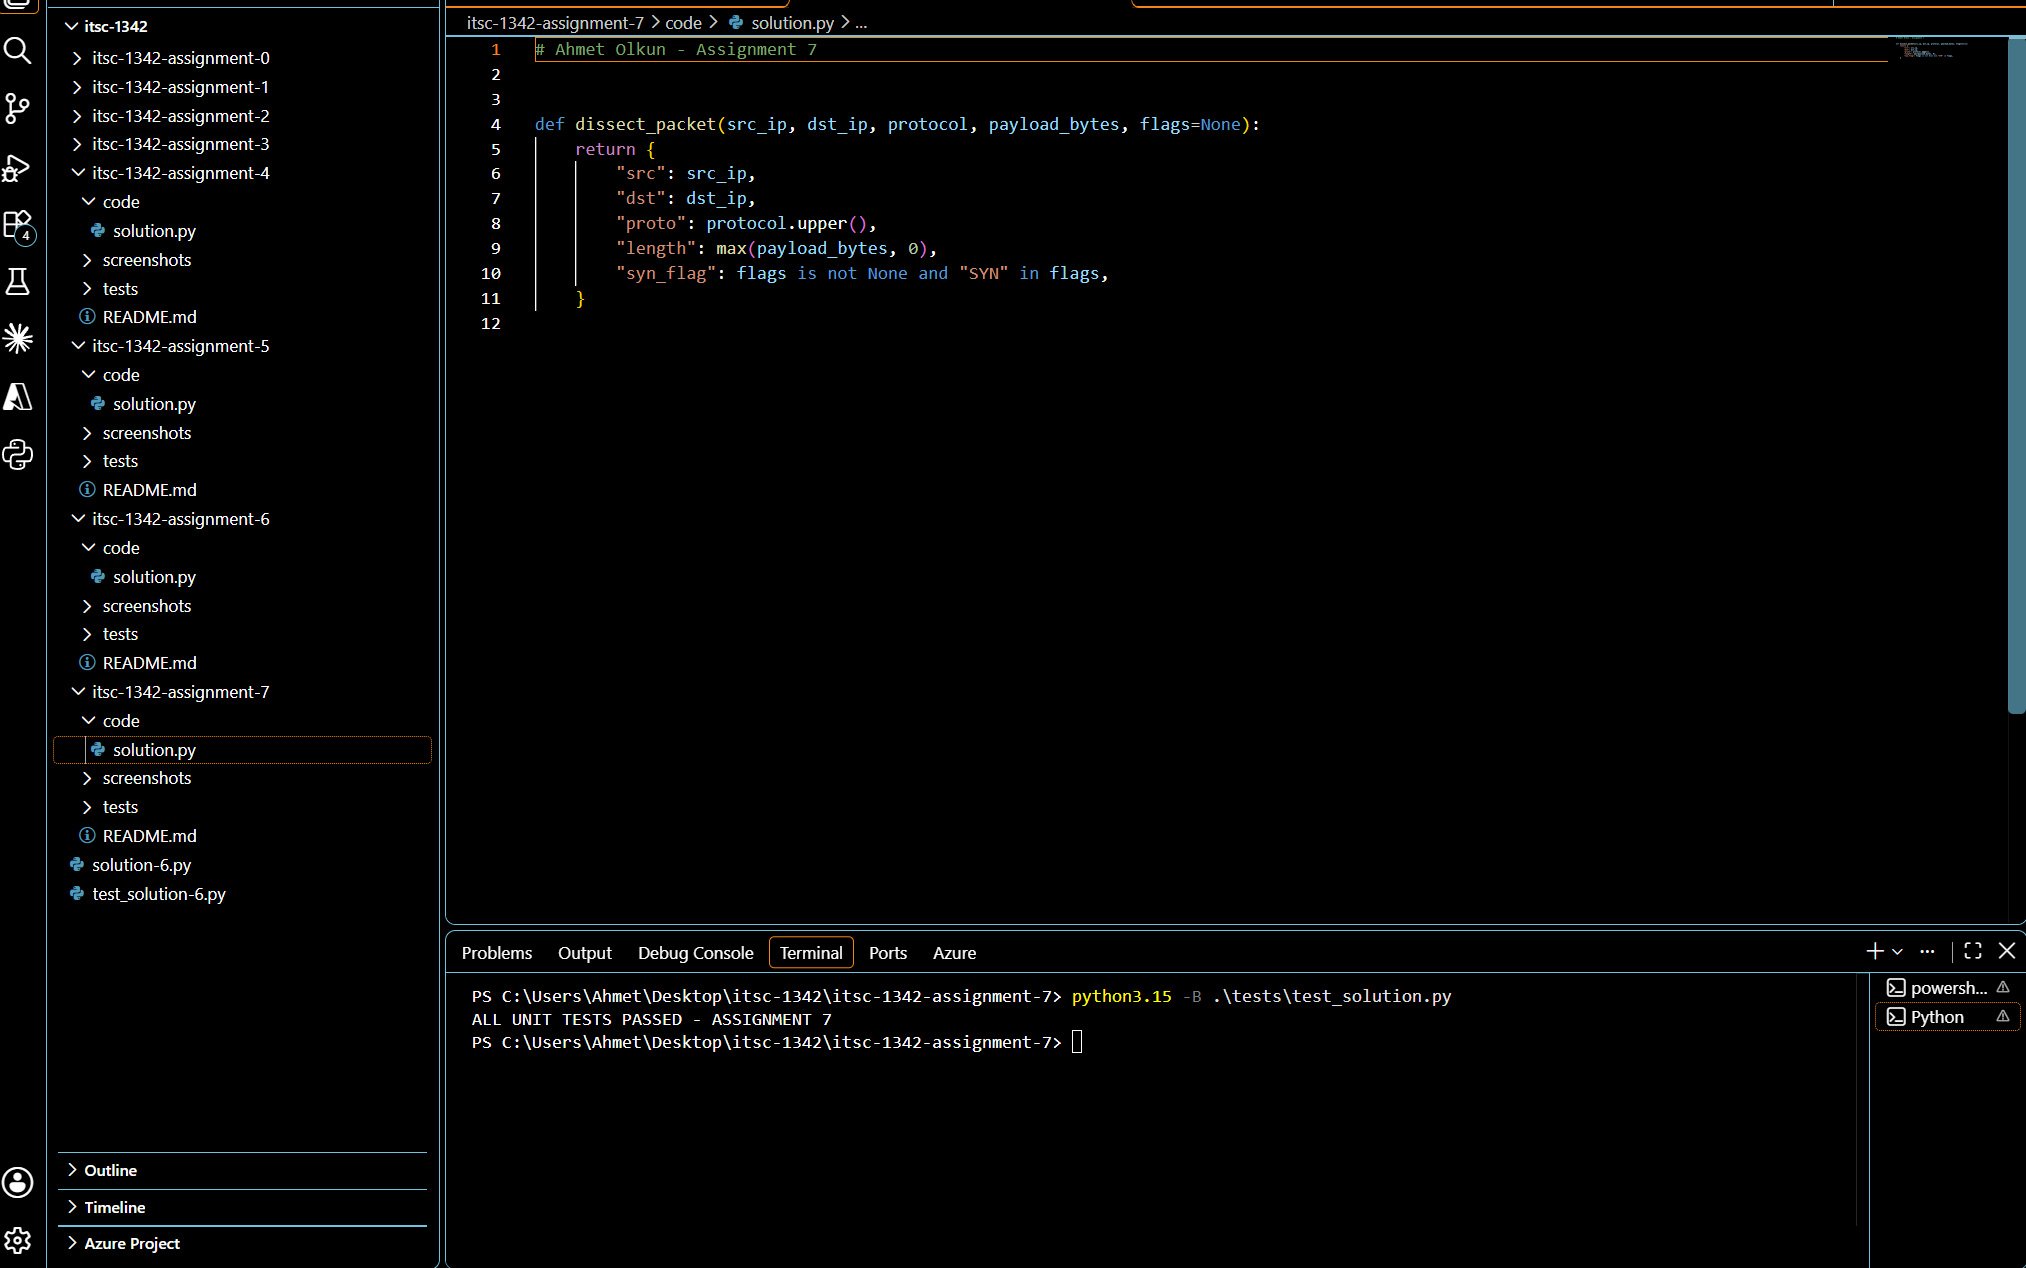 itsc-1342
itsc-1342-assignment-0
itsc-1342-assignment-1
itsc-1342-assignment-2
itsc-1342-assignment-3
itsc-1342-assignment-4
code
solution.py
screenshots
tests
README.md
itsc-1342-assignment-5
code
solution.py
screenshots
tests
README.md
itsc-1342-assignment-6
code
solution.py
screenshots
tests
README.md
itsc-1342-assignment-7
code
solution.py
screenshots
tests
README.md
solution-6.py
test_solution-6.py
Outline
Timeline
Azure Project
4
itsc-1342-assignment-7 > code > solution.py > ...
1 # Ahmet Olkun - Assignment 7
2
3
4 def dissect_packet(src_ip, dst_ip, protocol, payload_bytes, flags=None):
5     return {
6         "src": src_ip,
7         "dst": dst_ip,
8         "proto": protocol.upper(),
9         "length": max(payload_bytes, 0),
10         "syn_flag": flags is not None and "SYN" in flags,
11     }
12
Problems Output Debug Console Terminal Ports Azure
PS C:\Users\Ahmet\Desktop\itsc-1342\itsc-1342-assignment-7> python3.15 -B .\tests\test_solution.py
ALL UNIT TESTS PASSED - ASSIGNMENT 7
PS C:\Users\Ahmet\Desktop\itsc-1342\itsc-1342-assignment-7>
powersh...
Python